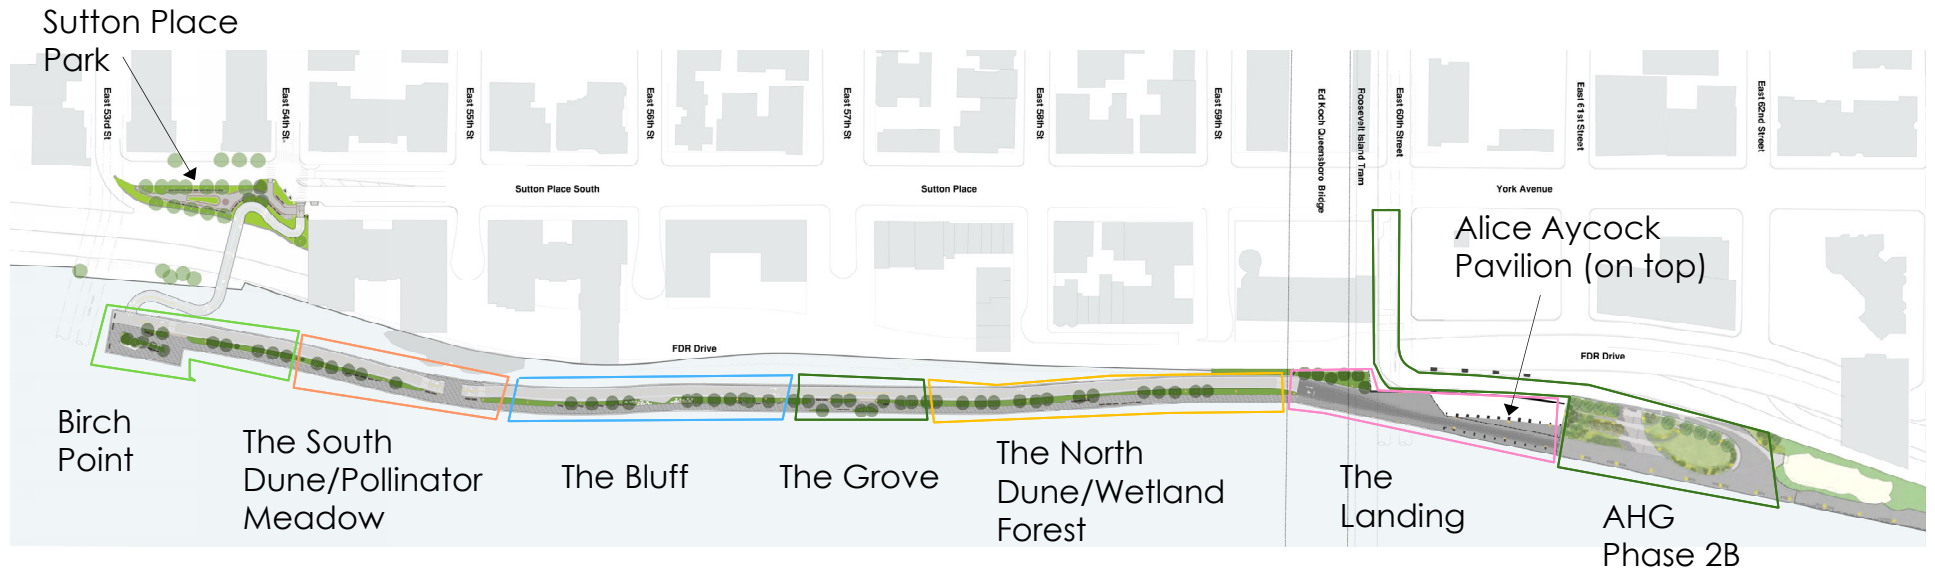 Sutton Place
Park
East 53rd St
East 54th St.
East 55th St
East 56th St
East 57th St
East 58th St
East 59th St
Ed Koch Queensboro Bridge
Roosevelt Island Tram
East 60th Street
East 61st Street
East 62nd Street
Sutton Place South
Sutton Place
York Avenue
Alice Aycock
Pavilion (on top)
FDR Drive
FDR Drive
Birch
Point
The South
Dune/Pollinator
Meadow
The Bluff
The Grove
The North
Dune/Wetland
Forest
The
Landing
AHG
Phase 2B